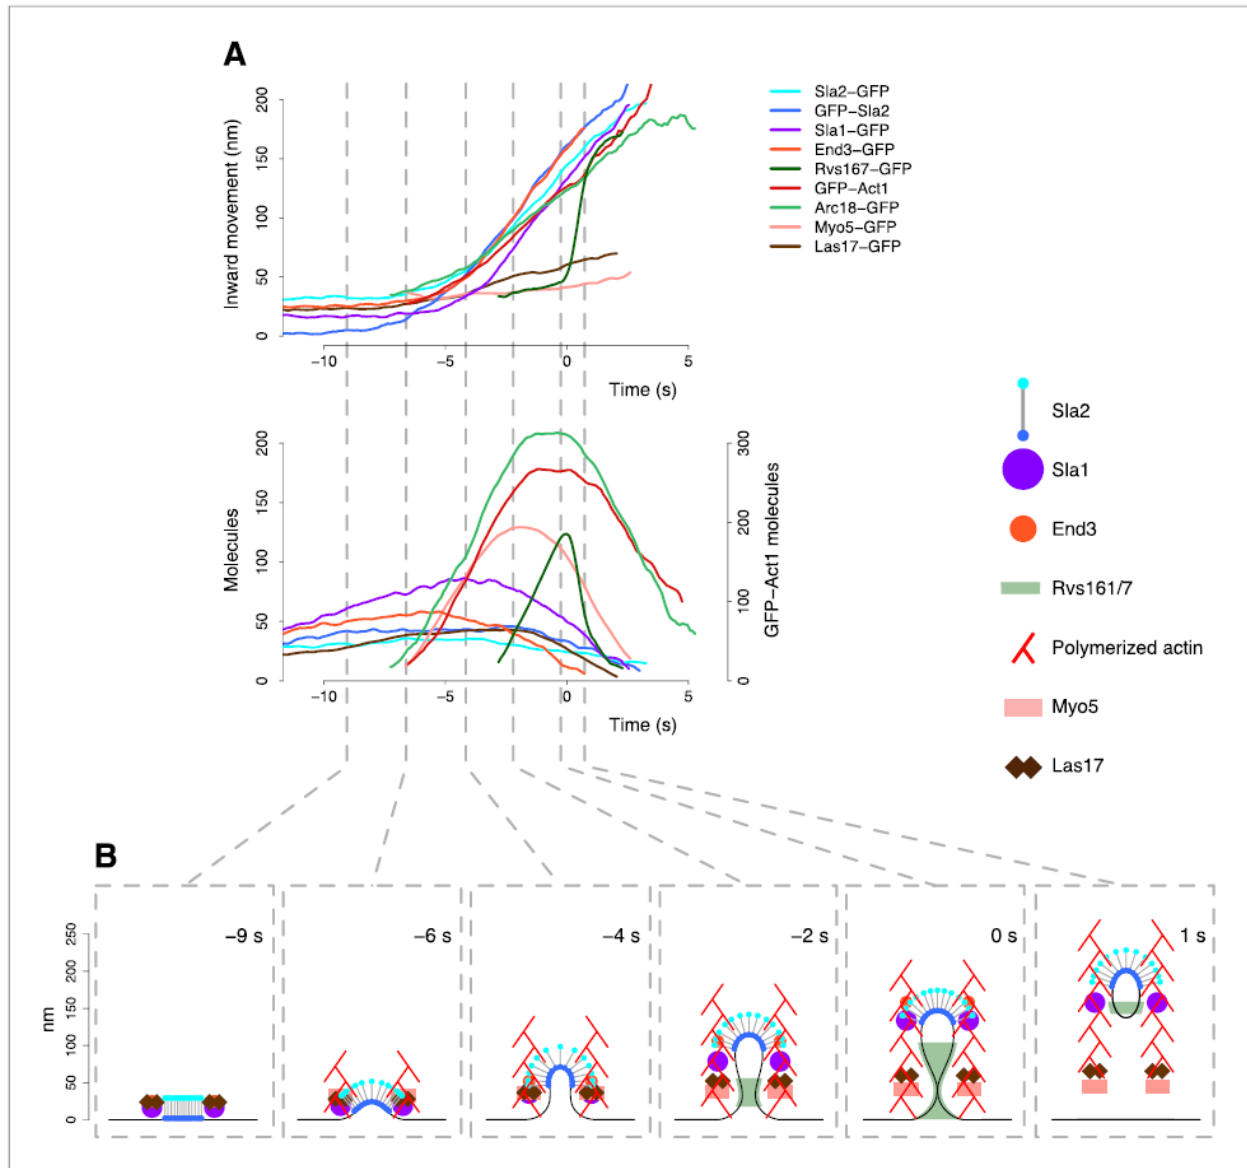 A
Inward movement (nm)
200
150
100
50
0
−10
−5
0
5
Time (s)
Sla2−GFP
GFP−Sla2
Sla1−GFP
End3−GFP
Rvs167−GFP
GFP−Act1
Arc18−GFP
Myo5−GFP
Las17−GFP
Molecules
200
150
100
50
0
GFP−Act1 molecules
300
200
100
0
−10
−5
0
5
Time (s)
Sla2
Sla1
End3
Rvs161/7
Polymerized actin
Myo5
Las17
B
nm
250
200
150
100
50
0
−9 s
−6 s
−4 s
−2 s
0 s
1 s